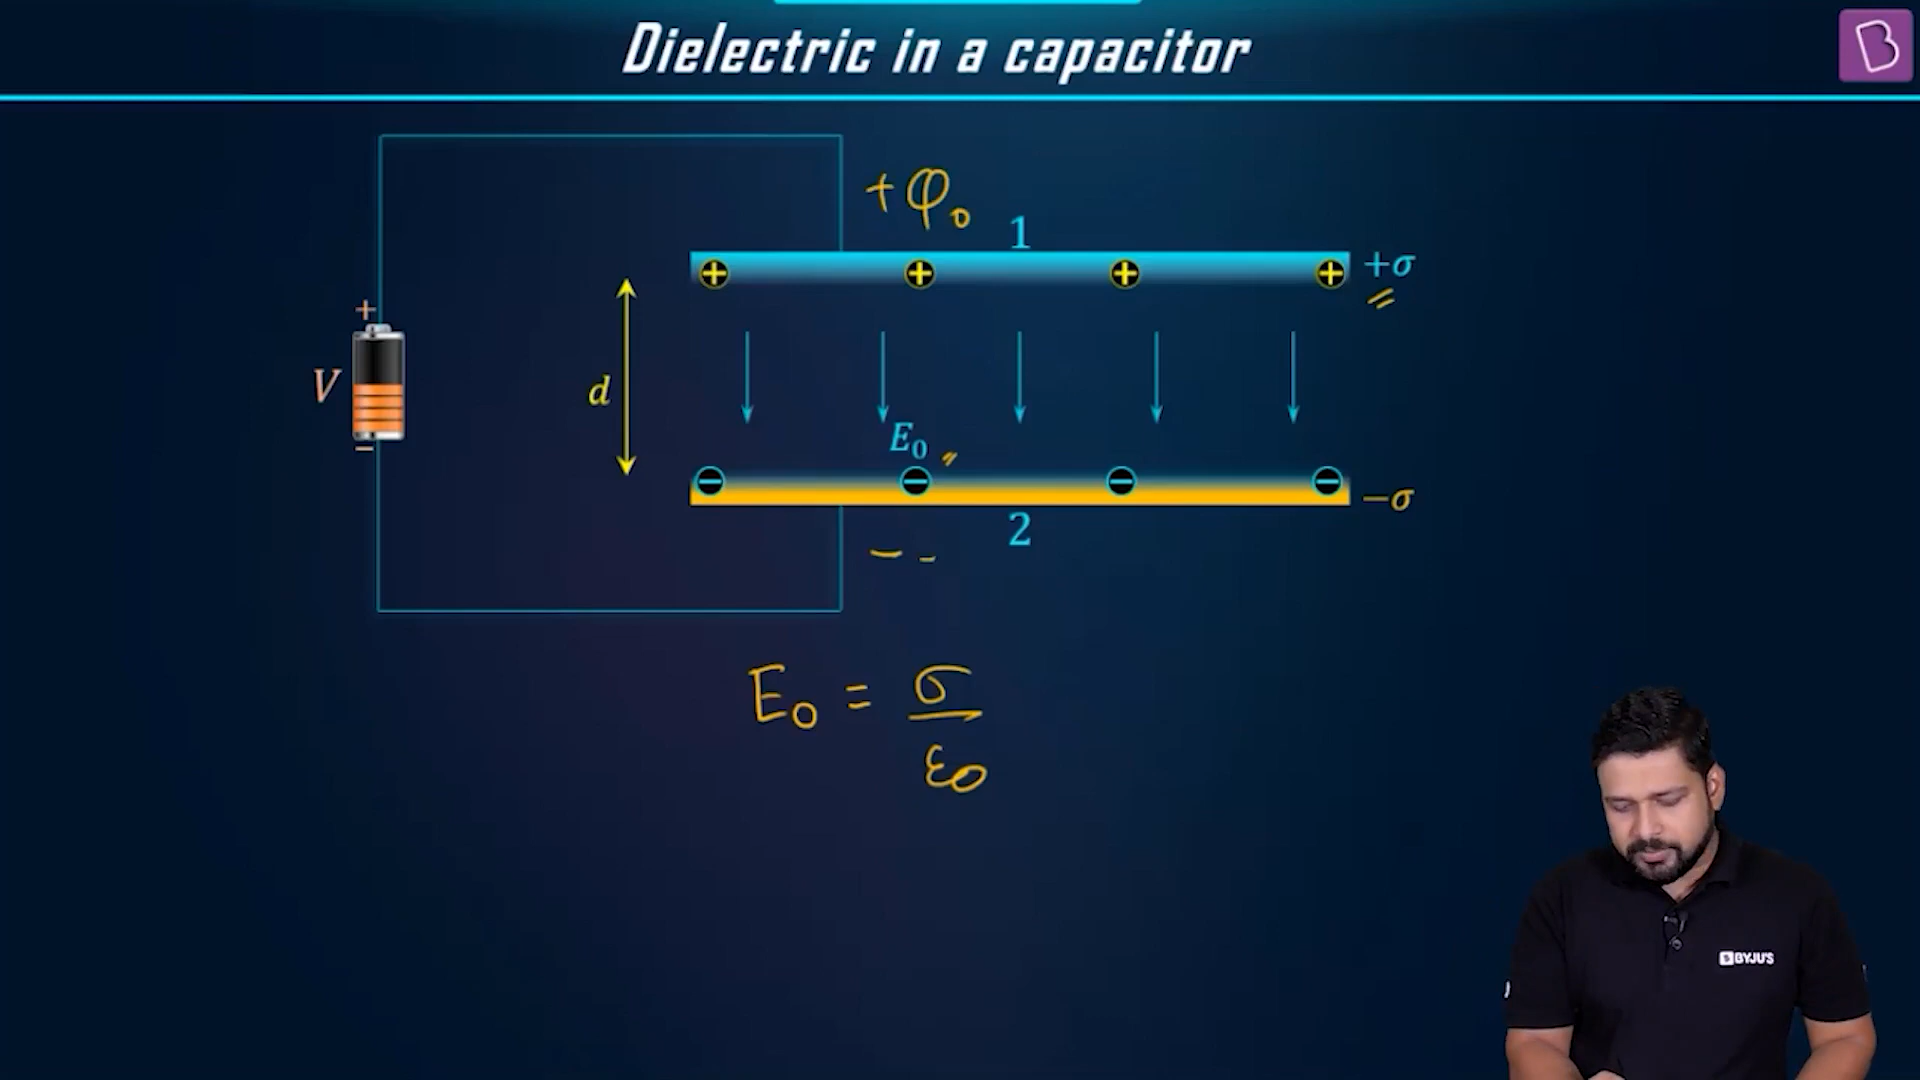 Dielectric in a capacitor
B
+φ₀
1
+σ
+
V
−
d
E₀
−σ
2
− -
E₀ = σ/ε₀
BYJU'S